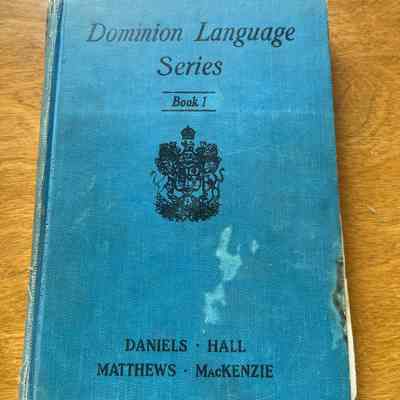 Dominion Language
Series
Book 1
DANIELS · HALL
MATTHEWS · MACKENZIE